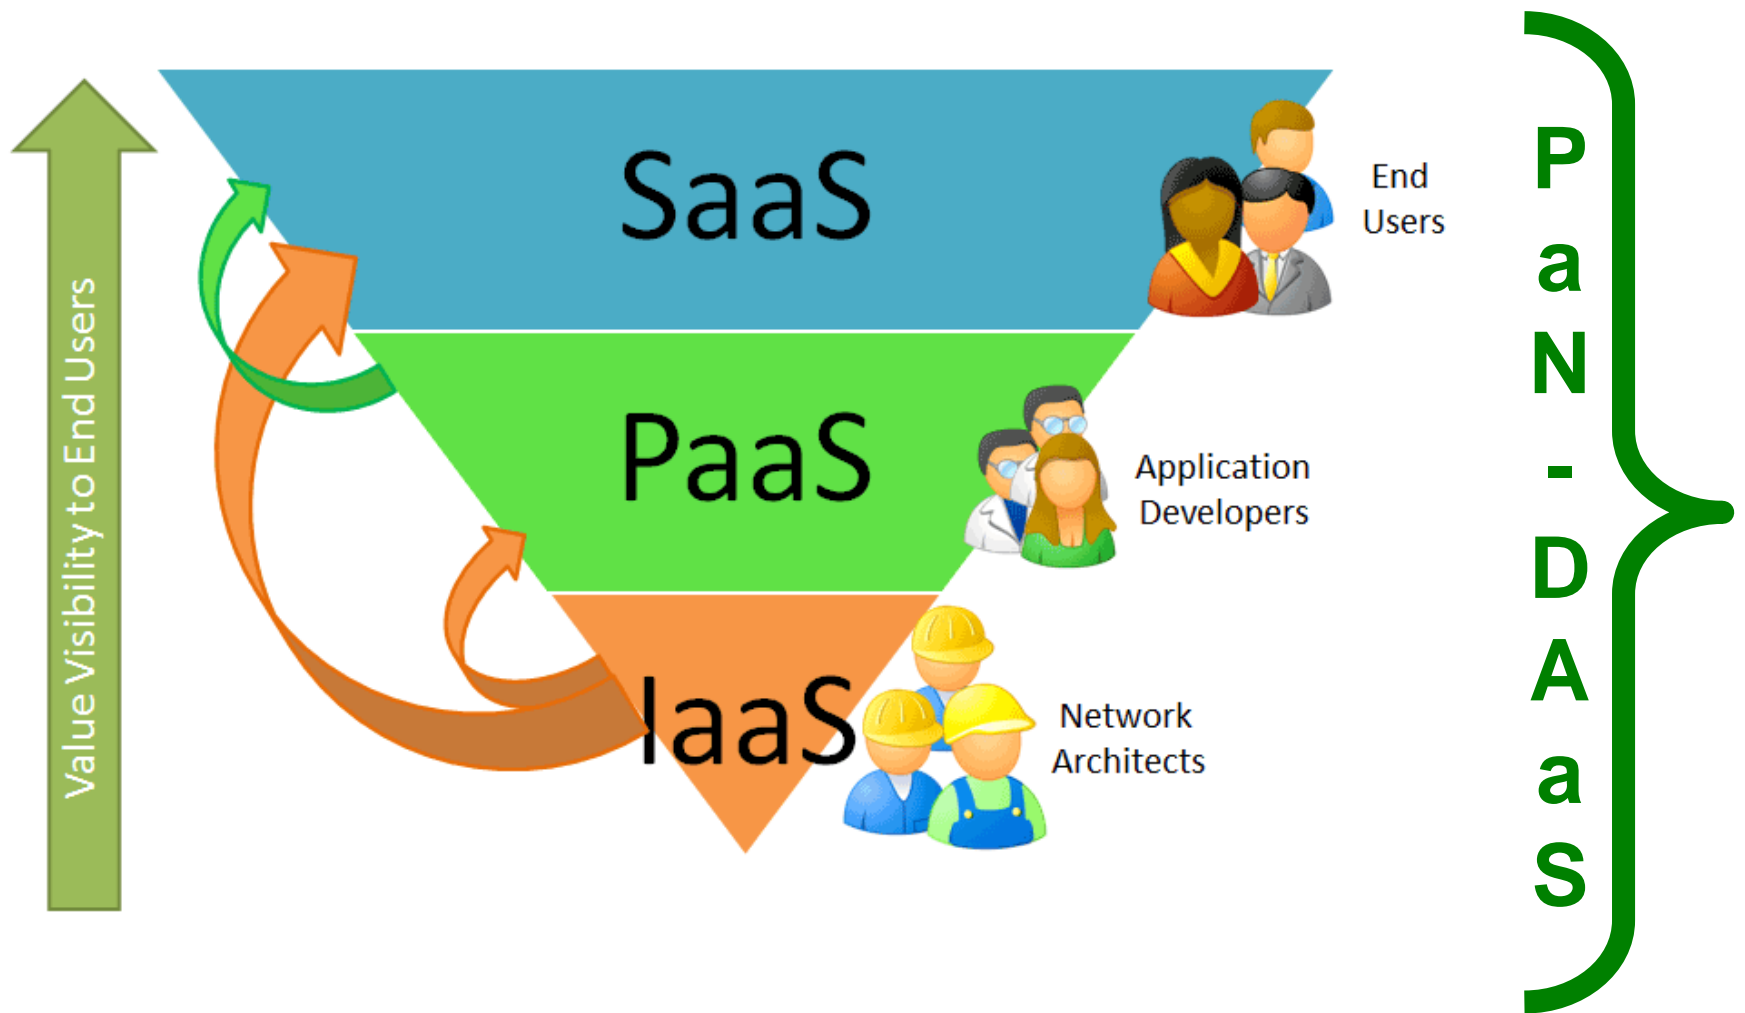 Value Visibility to End Users
SaaS
End
Users
PaaS
Application
Developers
IaaS
Network
Architects
P
a
N
-
D
A
a
S